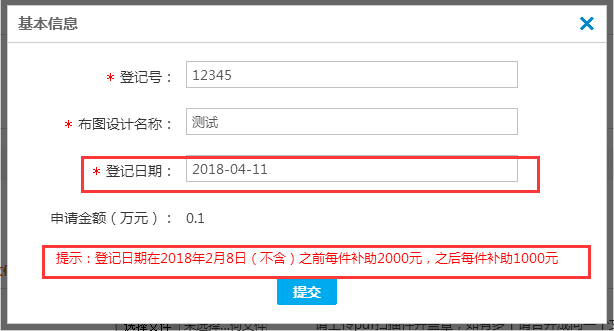 基本信息
* 登记号： 12345
* 布图设计名称： 测试
* 登记日期： 2018-04-11
申请金额（万元）： 0.1
提示：登记日期在2018年2月8日（不含）之前每件补助2000元，之后每件补助1000元
提交